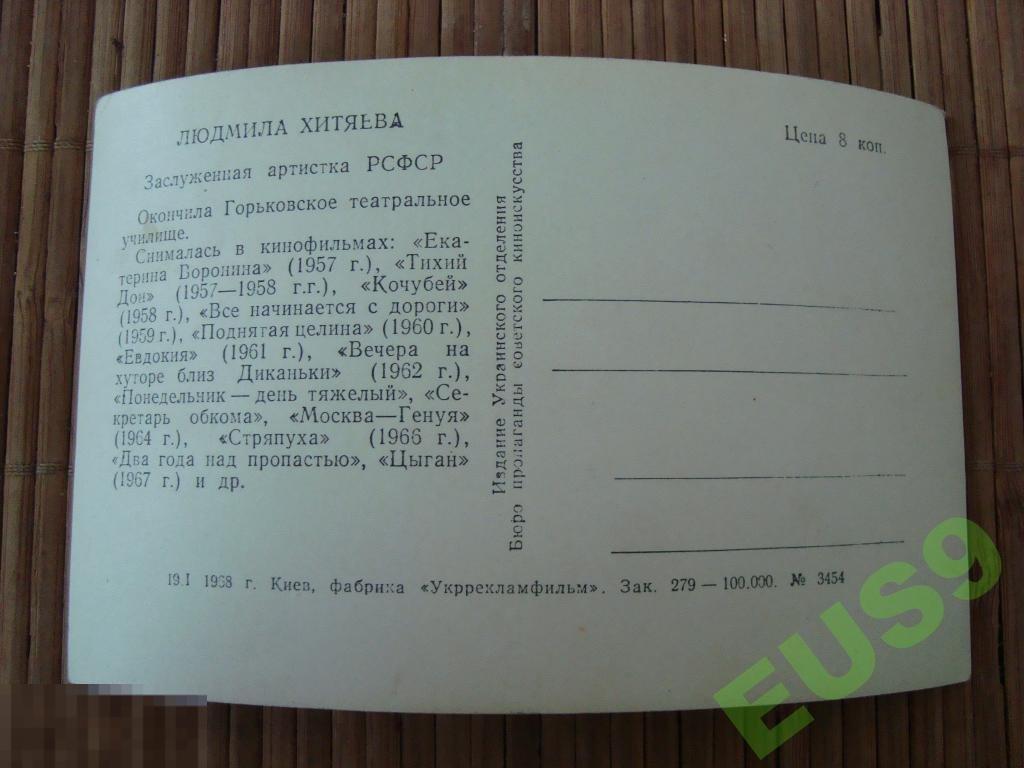 ЛЮДМИЛА ХИТЯЕВА
Заслуженная артистка РСФСР
Окончила Горьковское театральное
училище.
Снималась в кинофильмах: «Ека-
терина Воронина» (1957 г.), «Тихий
Дон» (1957—1958 г.г.), «Кочубей»
(1958 г.), «Все начинается с дороги»
(1959 г.), «Поднятая целина» (1960 г.),
«Евдокия» (1961 г.), «Вечера на
хуторе близ Диканьки» (1962 г.),
«Понедельник — день тяжелый», «Се-
кретарь обкома», «Москва—Генуя»
(1964 г.), «Стряпуха» (1966 г.),
«Два года над пропастью», «Цыган»
(1967 г.) и др.
Издание Украинского отделения
Бюро пропаганды советского киноискусства
Цена 8 коп.
19.I 1968 г. Киев, фабрика «Укррекламфильм». Зак. 279 — 100.000. № 3454
EUS9